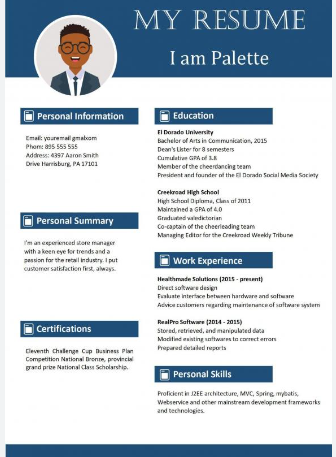 MY RESUME
I am Palette
Personal Information
Email: youremail gmalxom
Phom: 895 555 555
Address: 4397 Aaron Smith
Drive Harrisburg, PA 17101
Personal Summary
I'm an experienced store manager
with a keen eye for trends and a
passion for the retail industry. I put
customer satisfaction first, always.
Certifications
Eleventh Challenge Cup Business Plan
Competition National Bronze, provincial
grand prize National Class Scholarship.
Education
El Dorado University
Bachelor of Arts in Communication, 2015
Dean's Lister for 8 semesters
Cumulative GPA of 3.8
Member of the cheerdancing team
President and founder of the El Dorado Social Media Society
Creekroad High School
High School Diploma, Class of 2011
Maintained a GPA of 4.0
Graduated valedictorian
Co-captain of the cheerleading team
Managing Editor for the Creekroad Weekly Tribune
Work Experience
Healthmade Solutions (2015 - present)
Direct software design
Evaluate interface between hardware and software
Advice customers regarding maintenance of software system
RealPro Software (2014 - 2015)
Stored, retrieved, and manipulated data
Modified existing software to correct errors
Prepared detailed reports
Personal Skills
Proficient in J2EE architecture, MVC, Spring, mybatis,
Webservice and other mainstream development frameworks
and technologies.